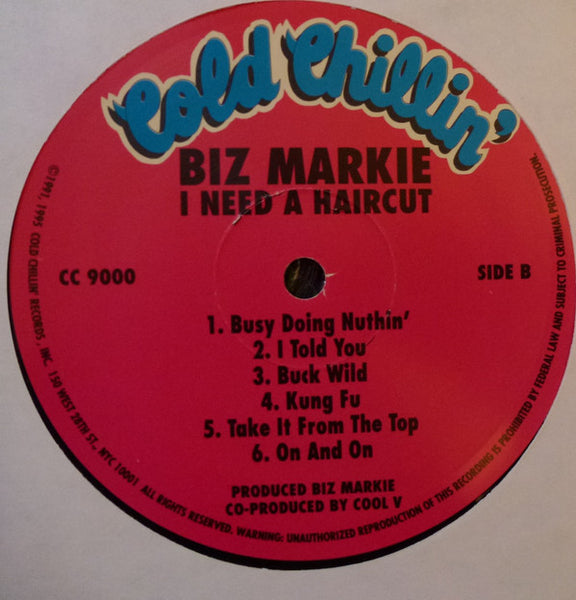 Cold Chillin'
BIZ MARKIE
I NEED A HAIRCUT
CC 9000
SIDE B
1. Busy Doing Nuthin'
2. I Told You
3. Buck Wild
4. Kung Fu
5. Take It From The Top
6. On And On
PRODUCED BIZ MARKIE
CO-PRODUCED BY COOL V
©1991, 1995 COLD CHILLIN' RECORDS, INC. 150 WEST 28TH ST., NYC 10001 ALL RIGHTS RESERVED. WARNING: UNAUTHORIZED REPRODUCTION OF THIS RECORDING IS PROHIBITED BY FEDERAL LAW AND SUBJECT TO CRIMINAL PROSECUTION.